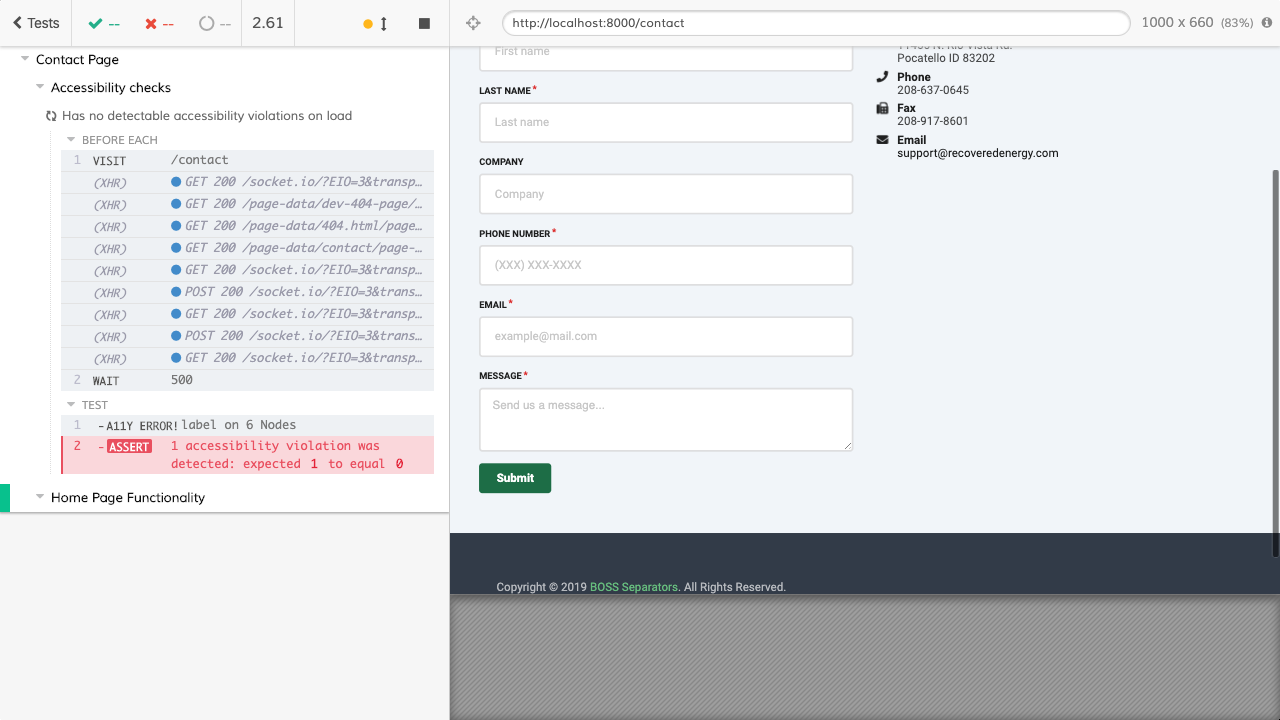 Tests
--
--
--
2.61
http://localhost:8000/contact
1000 x 660 (83%)
Contact Page
Accessibility checks
Has no detectable accessibility violations on load
BEFORE EACH
1 VISIT /contact
(XHR) GET 200 /socket.io/?EIO=3&transp…
(XHR) GET 200 /page-data/dev-404-page/…
(XHR) GET 200 /page-data/404.html/page…
(XHR) GET 200 /page-data/contact/page-…
(XHR) GET 200 /socket.io/?EIO=3&transp…
(XHR) POST 200 /socket.io/?EIO=3&trans…
(XHR) GET 200 /socket.io/?EIO=3&transp…
(XHR) POST 200 /socket.io/?EIO=3&trans…
(XHR) GET 200 /socket.io/?EIO=3&transp…
2 WAIT 500
TEST
1 -A11Y ERROR! label on 6 Nodes
2 -ASSERT 1 accessibility violation was
detected: expected 1 to equal 0
Home Page Functionality
First name
LAST NAME*
Last name
COMPANY
Company
PHONE NUMBER*
(XXX) XXX-XXXX
EMAIL*
example@mail.com
MESSAGE*
Send us a message...
Submit
Pocatello ID 83202
Phone
208-637-0645
Fax
208-917-8601
Email
support@recoveredenergy.com
Copyright © 2019 BOSS Separators. All Rights Reserved.